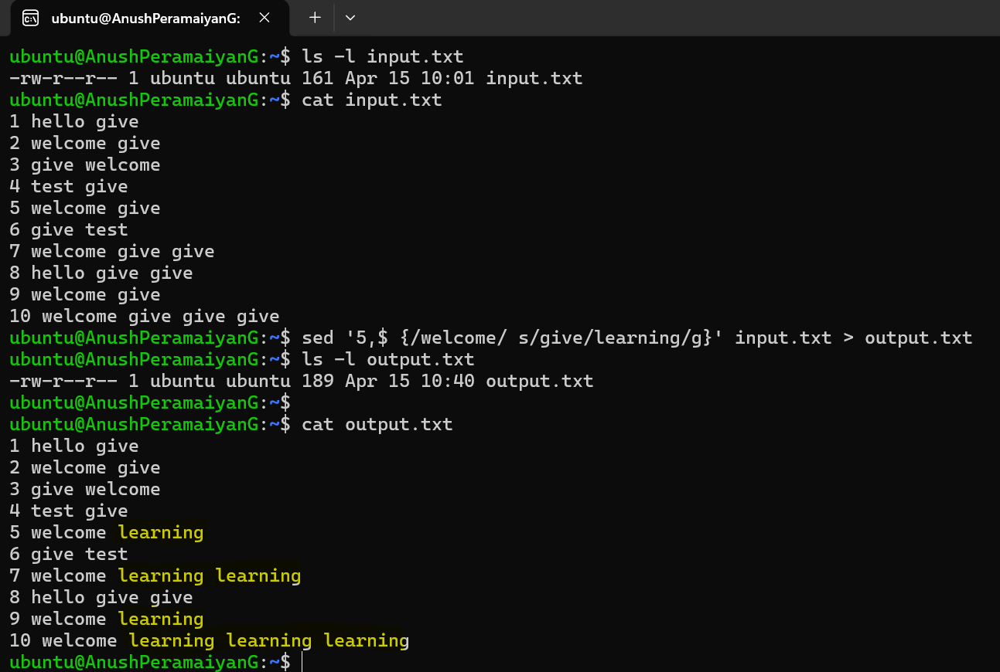 ubuntu@AnushPeramaiyanG:
ubuntu@AnushPeramaiyanG:~$ ls -l input.txt
-rw-r--r-- 1 ubuntu ubuntu 161 Apr 15 10:01 input.txt
ubuntu@AnushPeramaiyanG:~$ cat input.txt
1 hello give
2 welcome give
3 give welcome
4 test give
5 welcome give
6 give test
7 welcome give give
8 hello give give
9 welcome give
10 welcome give give give
ubuntu@AnushPeramaiyanG:~$ sed '5,$ {/welcome/ s/give/learning/g}' input.txt > output.txt
ubuntu@AnushPeramaiyanG:~$ ls -l output.txt
-rw-r--r-- 1 ubuntu ubuntu 189 Apr 15 10:40 output.txt
ubuntu@AnushPeramaiyanG:~$
ubuntu@AnushPeramaiyanG:~$ cat output.txt
1 hello give
2 welcome give
3 give welcome
4 test give
5 welcome learning
6 give test
7 welcome learning learning
8 hello give give
9 welcome learning
10 welcome learning learning learning
ubuntu@AnushPeramaiyanG:~$